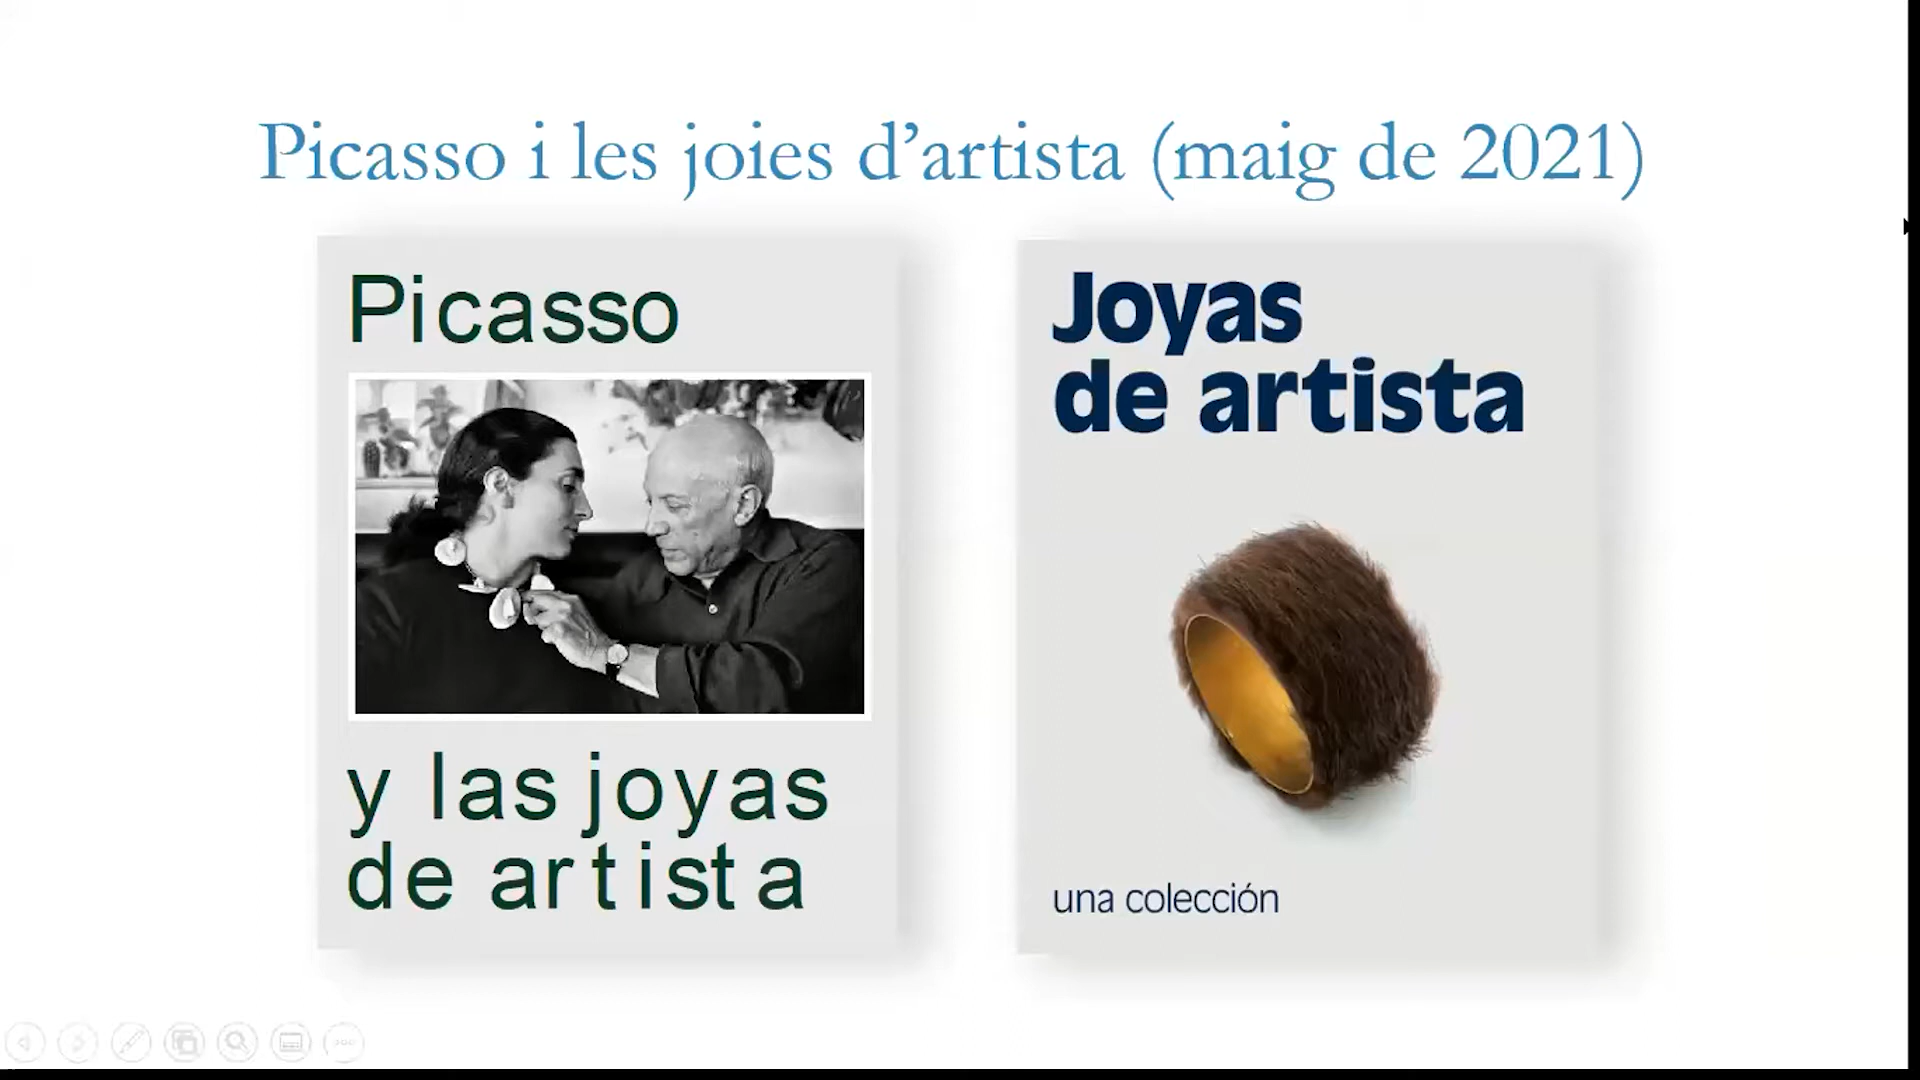 Picasso i les joies d’artista (maig de 2021)
Picasso
y las joyas
de artista
Joyas
de artista
una colección